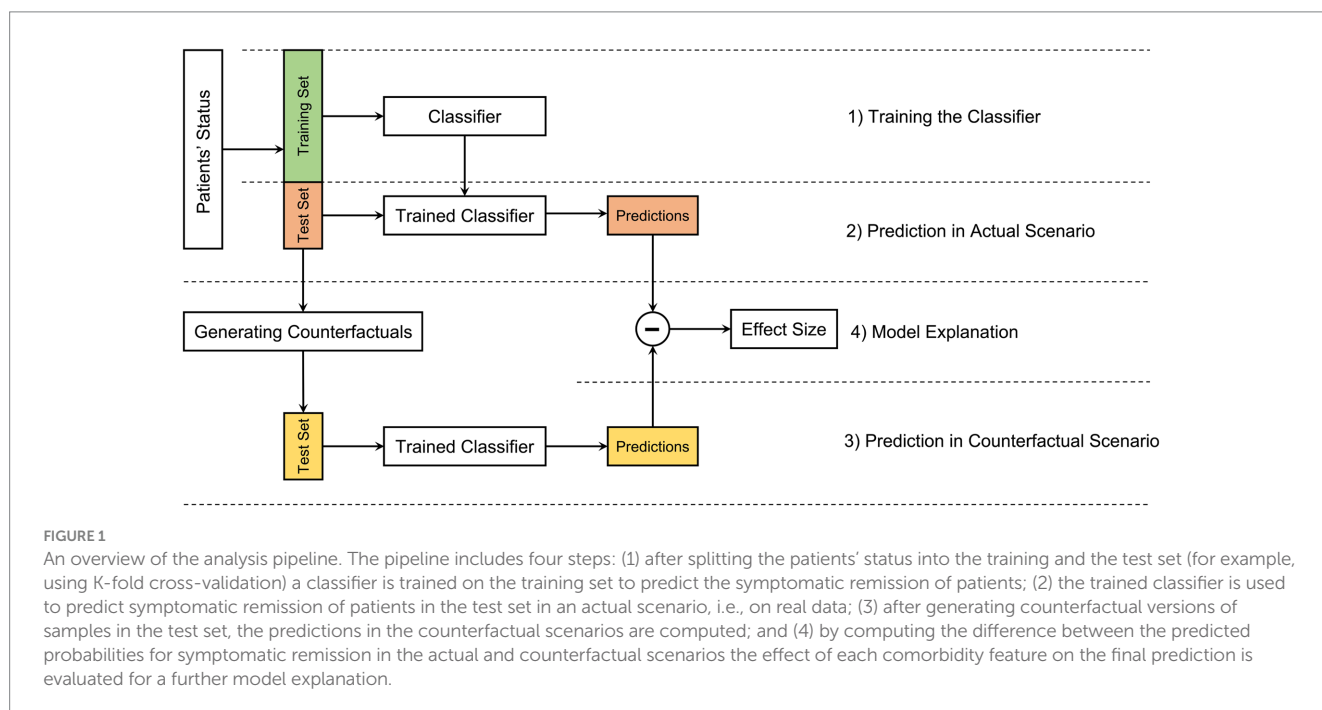 Patients' Status
Training Set
Classifier
1) Training the Classifier
Test Set
Trained Classifier
Predictions
2) Prediction in Actual Scenario
Generating Counterfactuals
−
Effect Size
4) Model Explanation
Test Set
Trained Classifier
Predictions
3) Prediction in Counterfactual Scenario
FIGURE 1
An overview of the analysis pipeline. The pipeline includes four steps: (1) after splitting the patients' status into the training and the test set (for example,
using K-fold cross-validation) a classifier is trained on the training set to predict the symptomatic remission of patients; (2) the trained classifier is used
to predict symptomatic remission of patients in the test set in an actual scenario, i.e., on real data; (3) after generating counterfactual versions of
samples in the test set, the predictions in the counterfactual scenarios are computed; and (4) by computing the difference between the predicted
probabilities for symptomatic remission in the actual and counterfactual scenarios the effect of each comorbidity feature on the final prediction is
evaluated for a further model explanation.